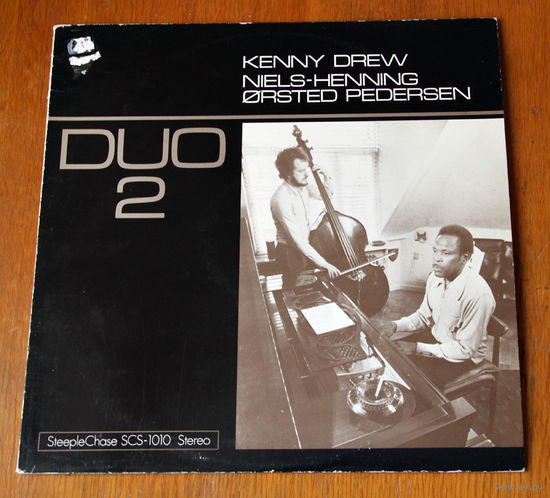 KENNY DREW
NIELS-HENNING
ØRSTED PEDERSEN
DUO
2
SteepleChase SCS-1010 Stereo